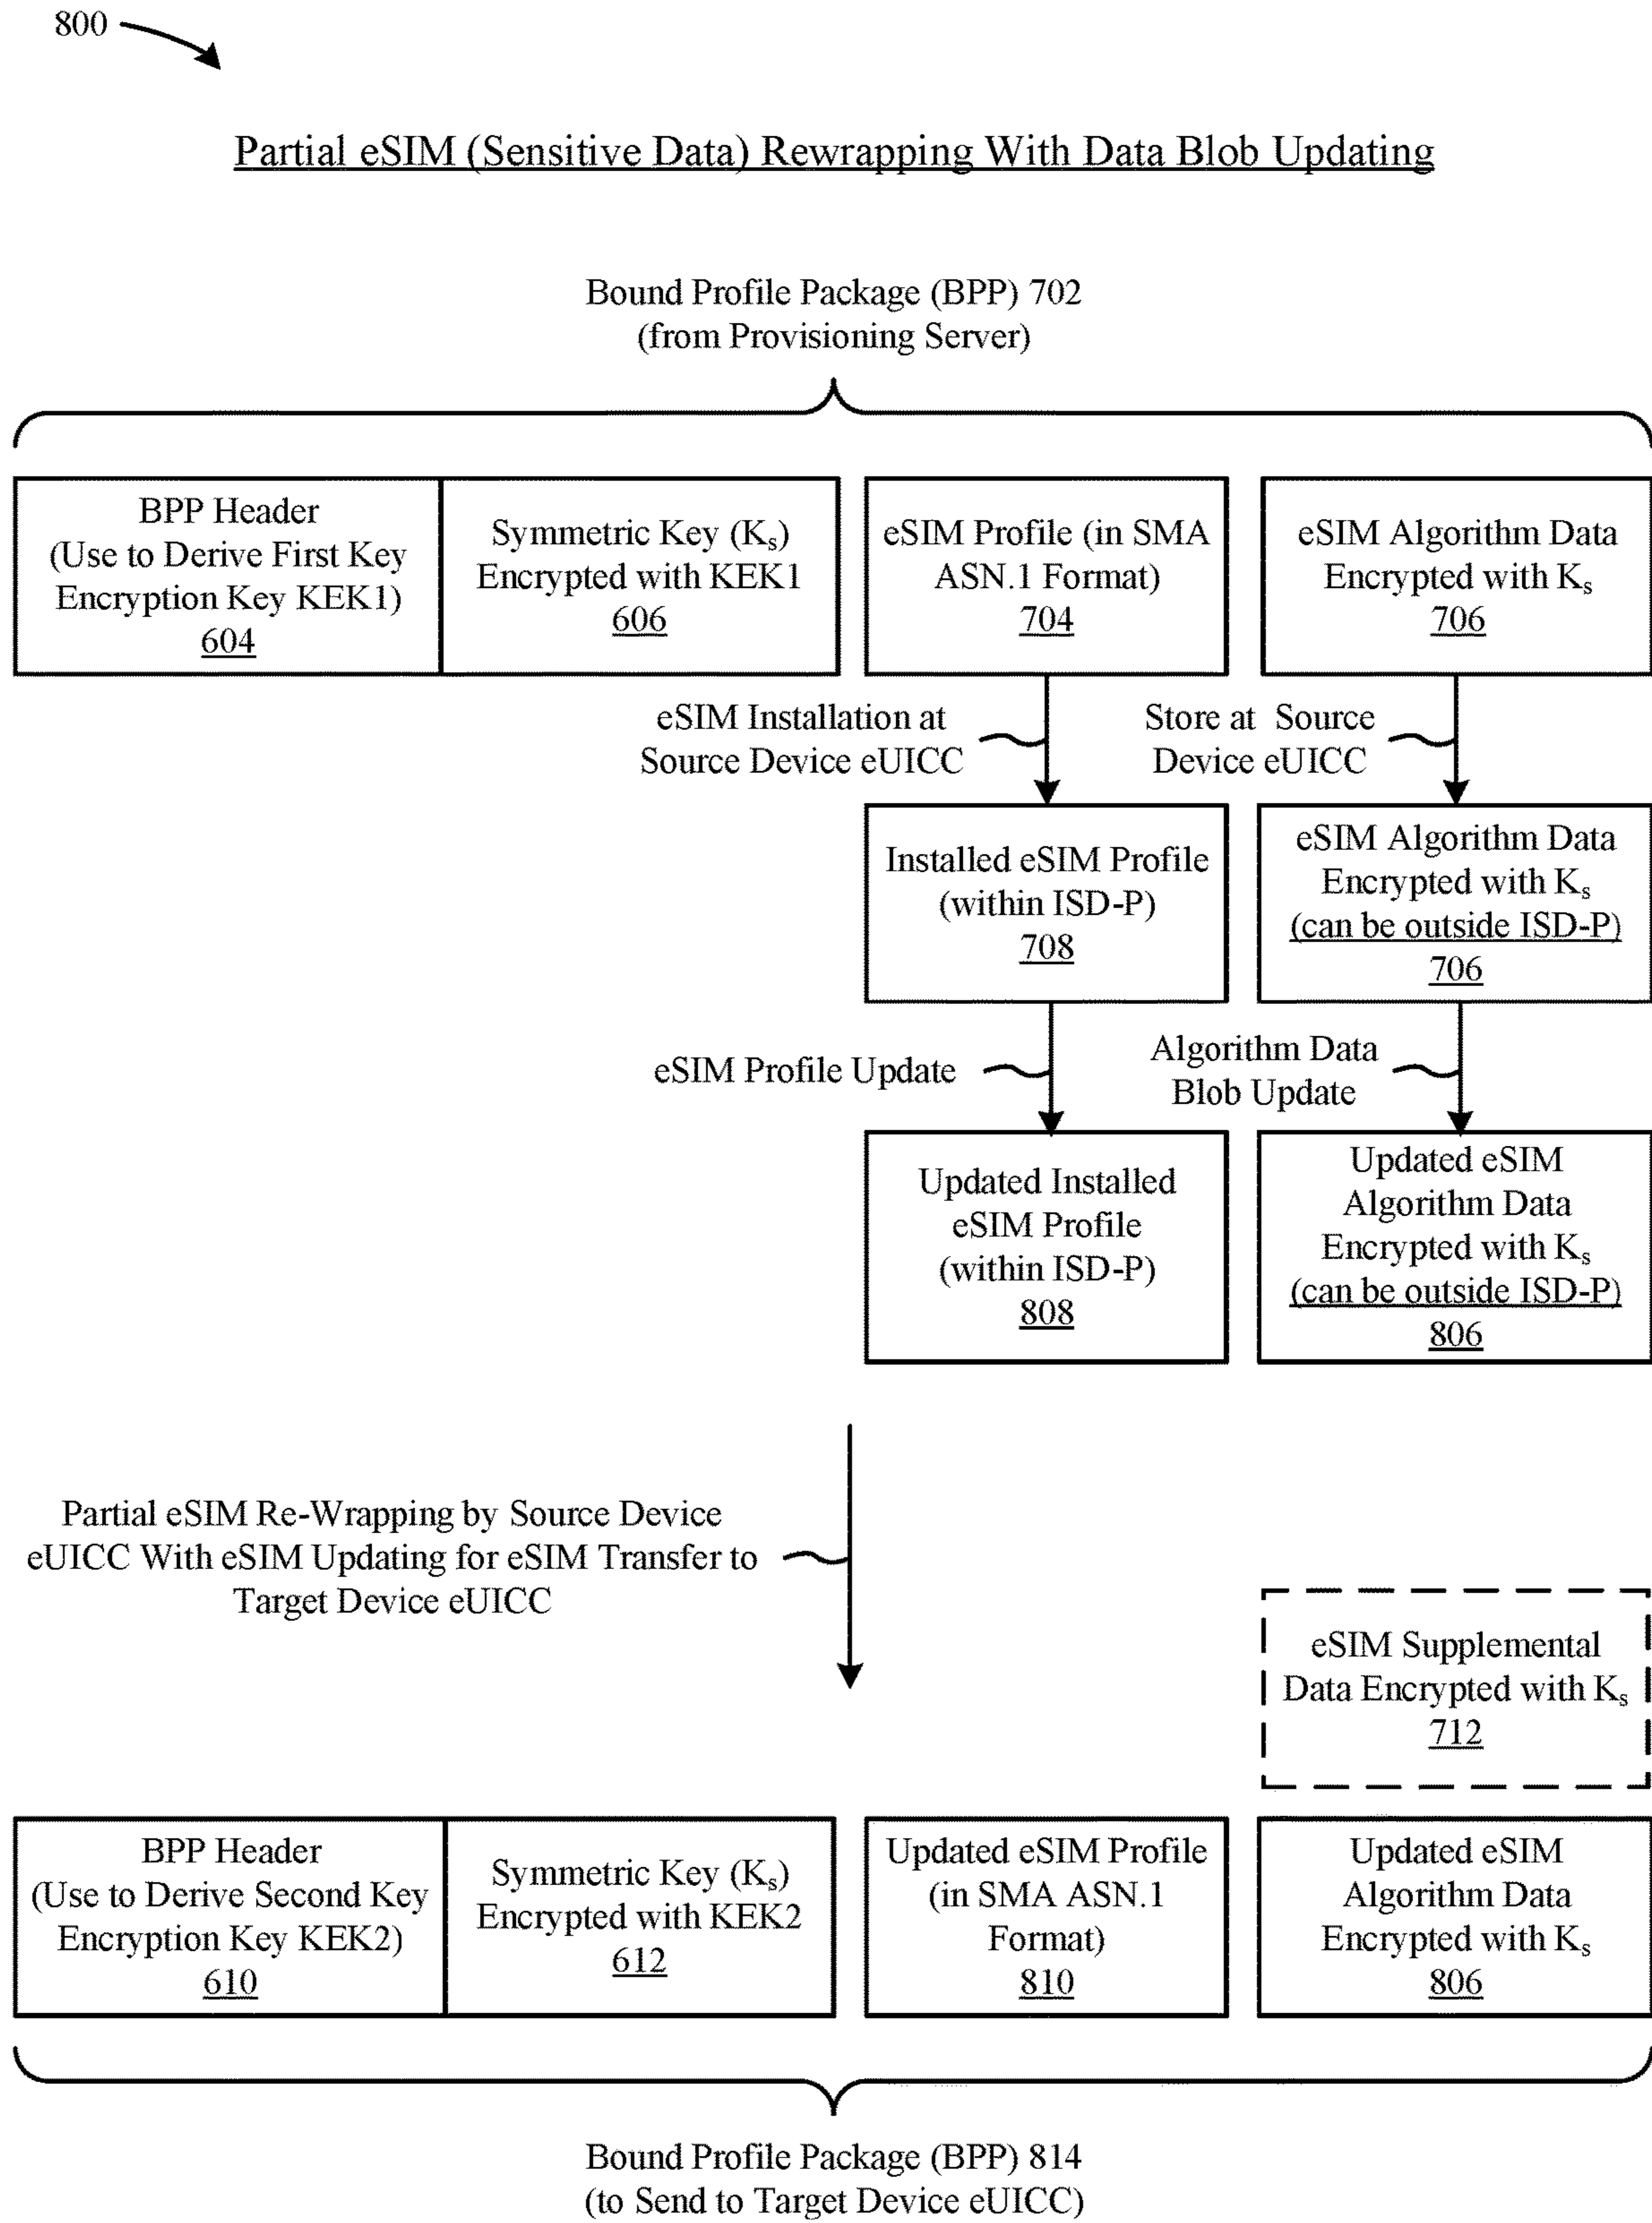 800
Partial eSIM (Sensitive Data) Rewrapping With Data Blob Updating
Bound Profile Package (BPP) 702
(from Provisioning Server)
BPP Header
(Use to Derive First Key
Encryption Key KEK1)
604
Symmetric Key (Ks)
Encrypted with KEK1
606
eSIM Profile (in SMA
ASN.1 Format)
704
eSIM Algorithm Data
Encrypted with Ks
706
eSIM Installation at
Source Device eUICC
Store at Source
Device eUICC
Installed eSIM Profile
(within ISD-P)
708
eSIM Algorithm Data
Encrypted with Ks
(can be outside ISD-P)
706
eSIM Profile Update
Algorithm Data
Blob Update
Updated Installed
eSIM Profile
(within ISD-P)
808
Updated eSIM
Algorithm Data
Encrypted with Ks
(can be outside ISD-P)
806
Partial eSIM Re-Wrapping by Source Device
eUICC With eSIM Updating for eSIM Transfer to
Target Device eUICC
eSIM Supplemental
Data Encrypted with Ks
712
BPP Header
(Use to Derive Second Key
Encryption Key KEK2)
610
Symmetric Key (Ks)
Encrypted with KEK2
612
Updated eSIM Profile
(in SMA ASN.1
Format)
810
Updated eSIM
Algorithm Data
Encrypted with Ks
806
Bound Profile Package (BPP) 814
(to Send to Target Device eUICC)